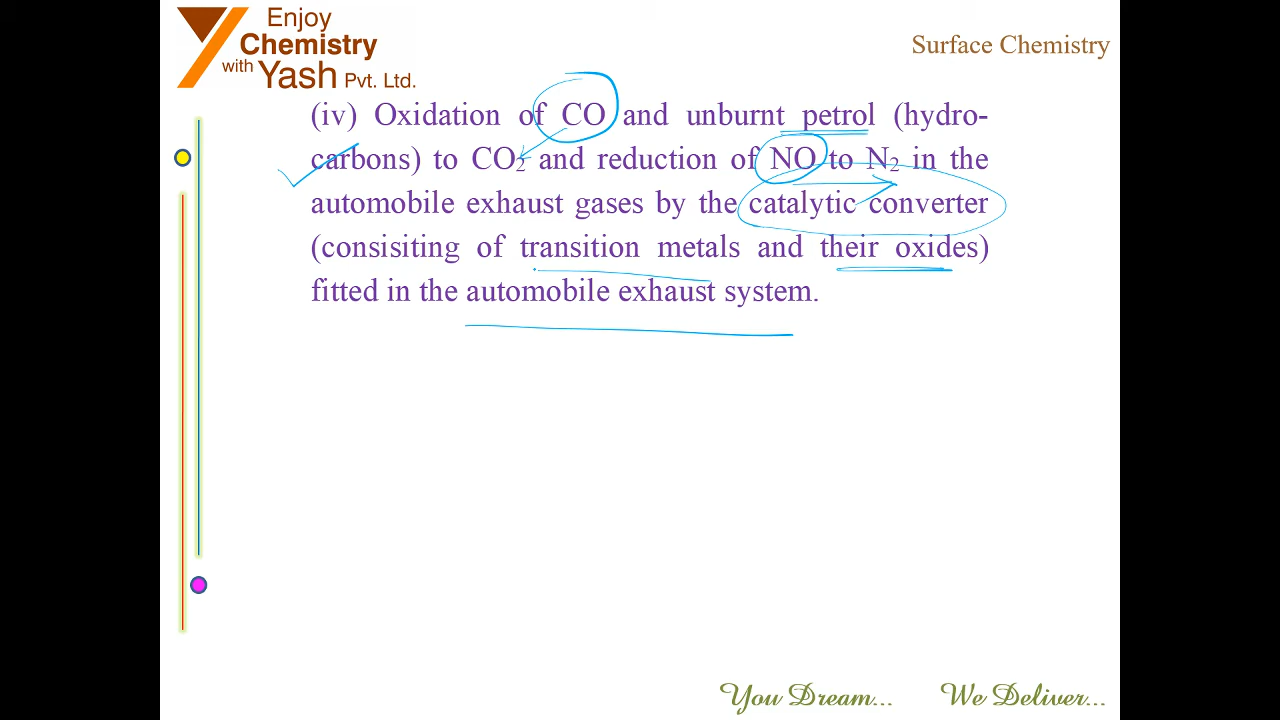 Enjoy
Chemistry
with Yash Pvt. Ltd.
Surface Chemistry
(iv) Oxidation of CO and unburnt petrol (hydro-
carbons) to CO₂ and reduction of NO to N₂ in the
automobile exhaust gases by the catalytic converter
(consisiting of transition metals and their oxides)
fitted in the automobile exhaust system.
You Dream... We Deliver...